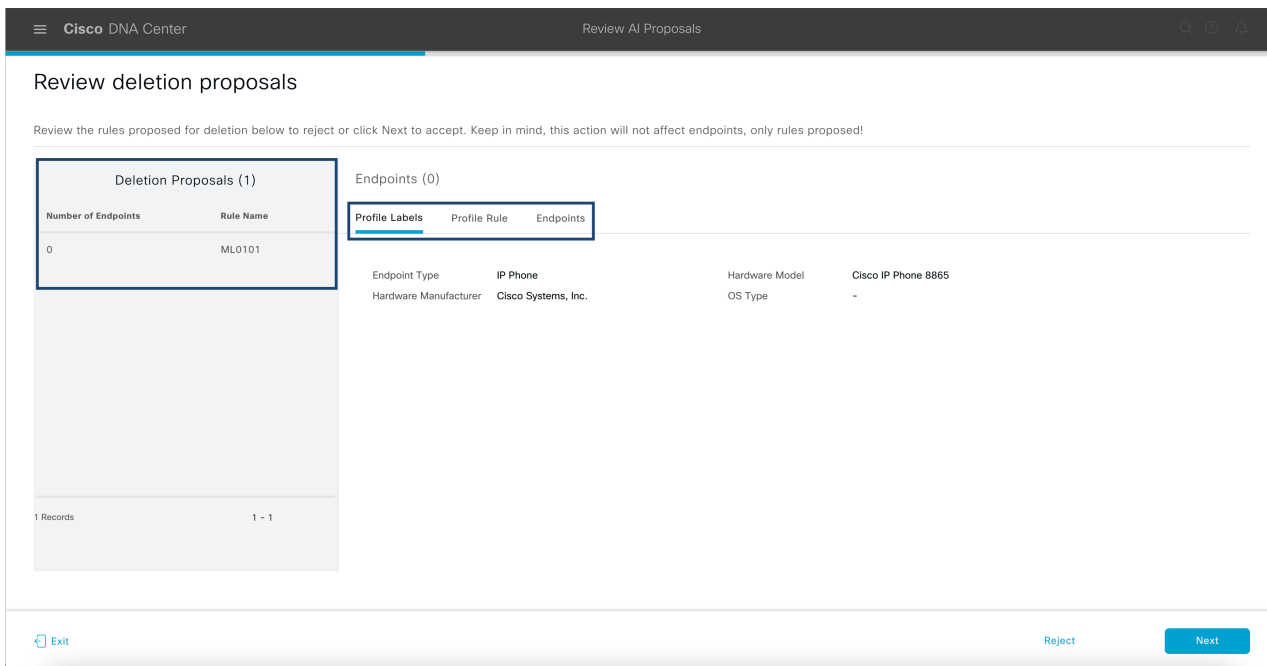 Cisco DNA Center
Review AI Proposals
Review deletion proposals
Review the rules proposed for deletion below to reject or click Next to accept. Keep in mind, this action will not affect endpoints, only rules proposed!
Deletion Proposals (1)
Number of Endpoints Rule Name
0 ML0101
1 Records 1 - 1
Endpoints (0)
Profile Labels Profile Rule Endpoints
Endpoint Type IP Phone Hardware Model Cisco IP Phone 8865
Hardware Manufacturer Cisco Systems, Inc. OS Type -
Exit Reject Next